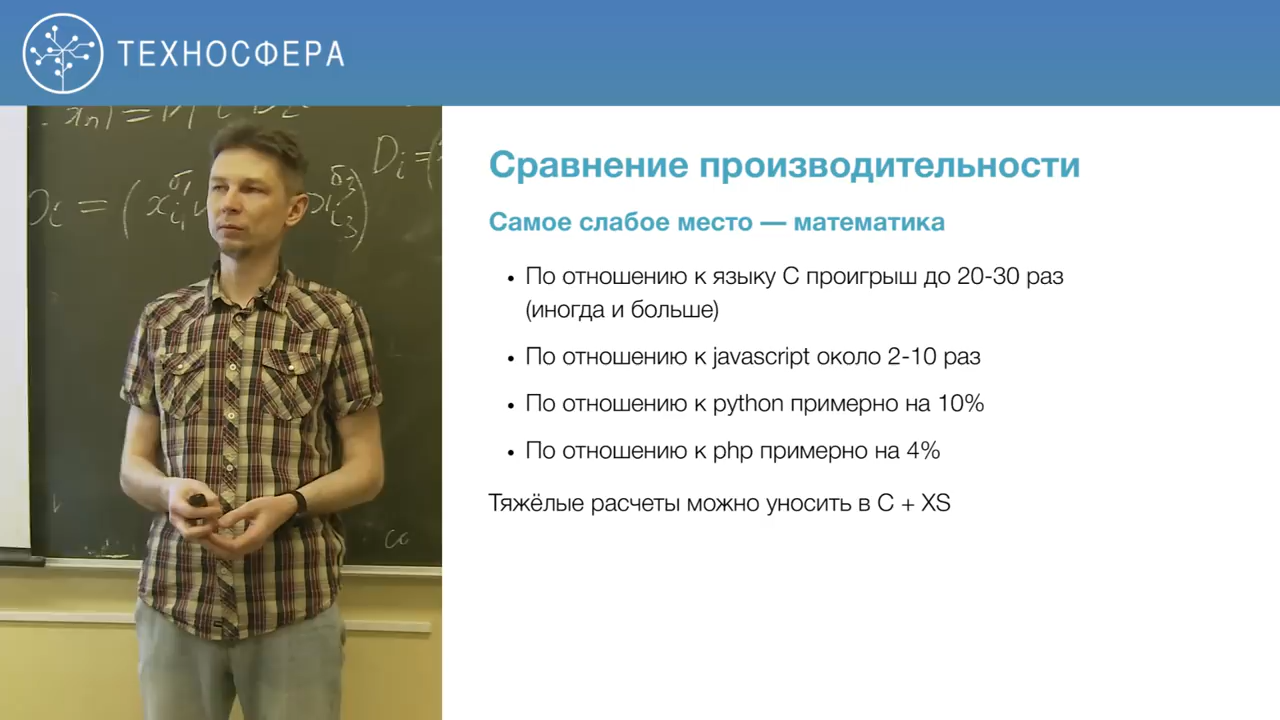 ТЕХНОСФЕРА
Сравнение производительности
Самое слабое место — математика
• По отношению к языку C проигрыш до 20-30 раз
(иногда и больше)
• По отношению к javascript около 2-10 раз
• По отношению к python примерно на 10%
• По отношению к php примерно на 4%
Тяжёлые расчеты можно уносить в C + XS